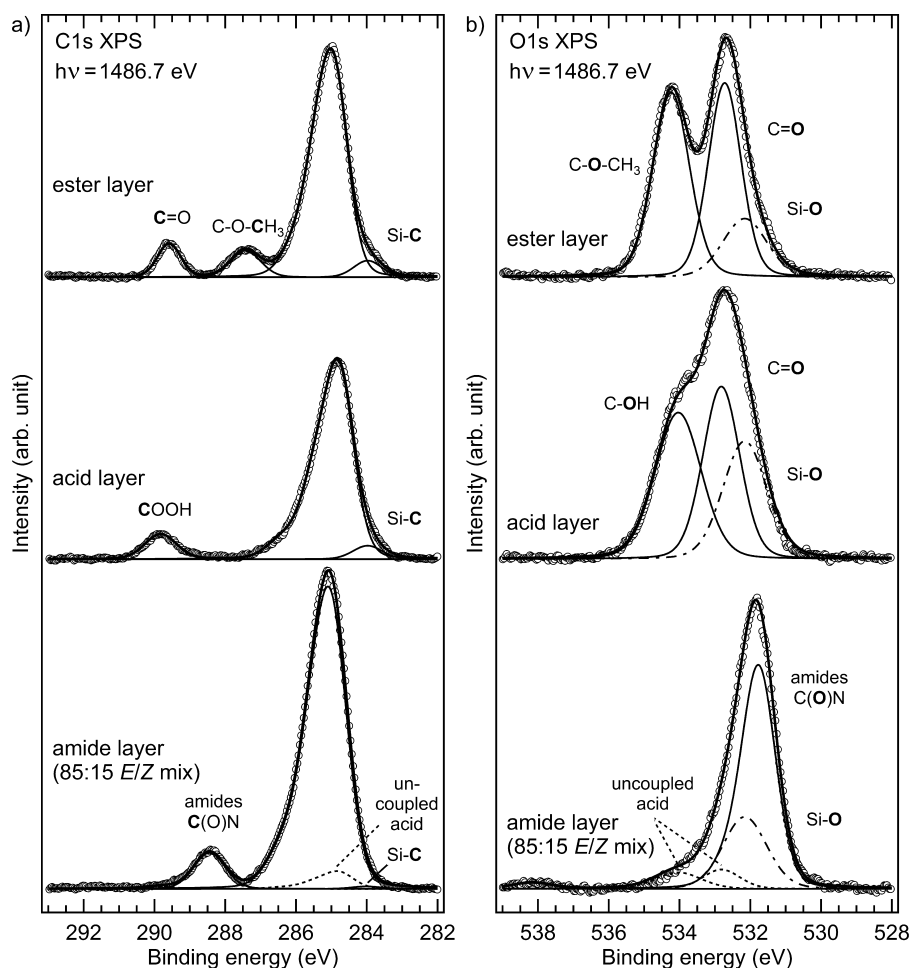 a)
C1s XPS
hν = 1486.7 eV
ester layer
C=O
C-O-CH₃
Si-C
acid layer
COOH
Si-C
amide layer
(85:15 E/Z mix)
amides
C(O)N
un-
coupled
acid
Si-C
Intensity (arb. unit)
292 290 288 286 284 282
Binding energy (eV)
b)
O1s XPS
hν = 1486.7 eV
C-O-CH₃
C=O
Si-O
ester layer
C-OH
C=O
Si-O
acid layer
amides
C(O)N
uncoupled
acid
Si-O
amide layer
(85:15 E/Z mix)
Intensity (arb. unit)
538 536 534 532 530 528
Binding energy (eV)